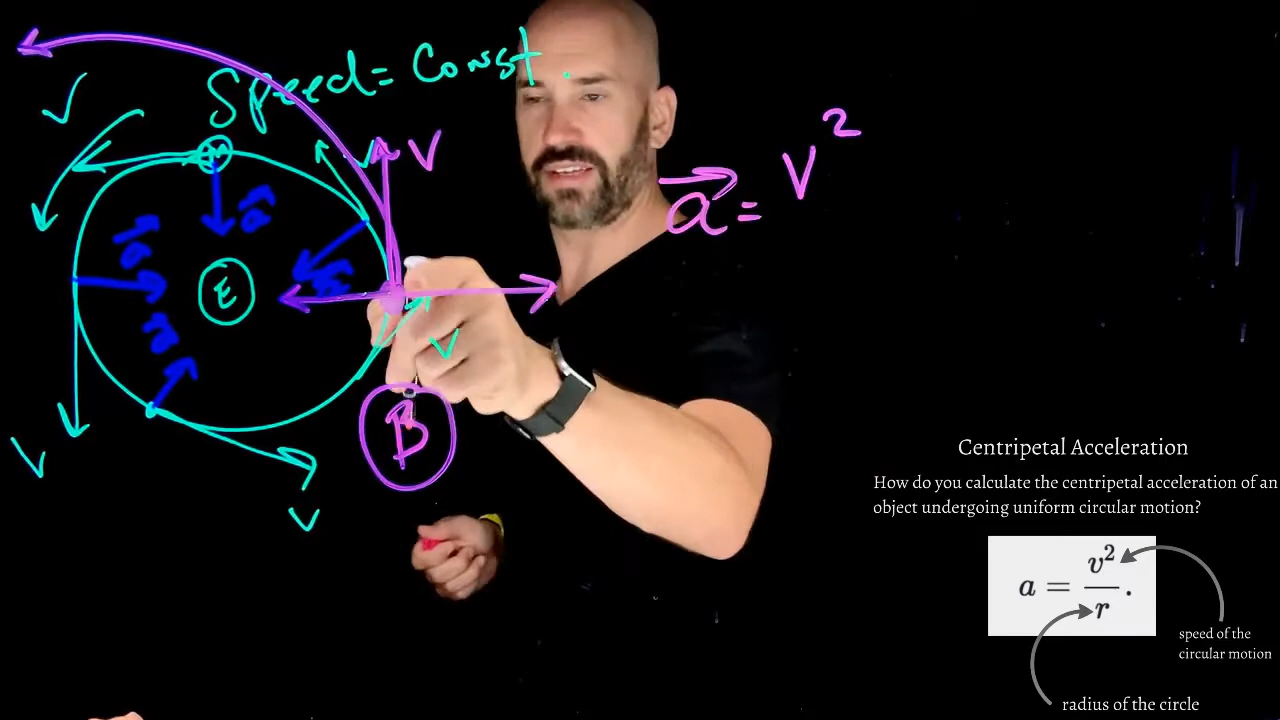 Speed = Const.
V
V
V
a
a
a
a
E
V
V
V
B
a = V²
Centripetal Acceleration
How do you calculate the centripetal acceleration of an
object undergoing uniform circular motion?
a = v²/r.
speed of the
circular motion
radius of the circle